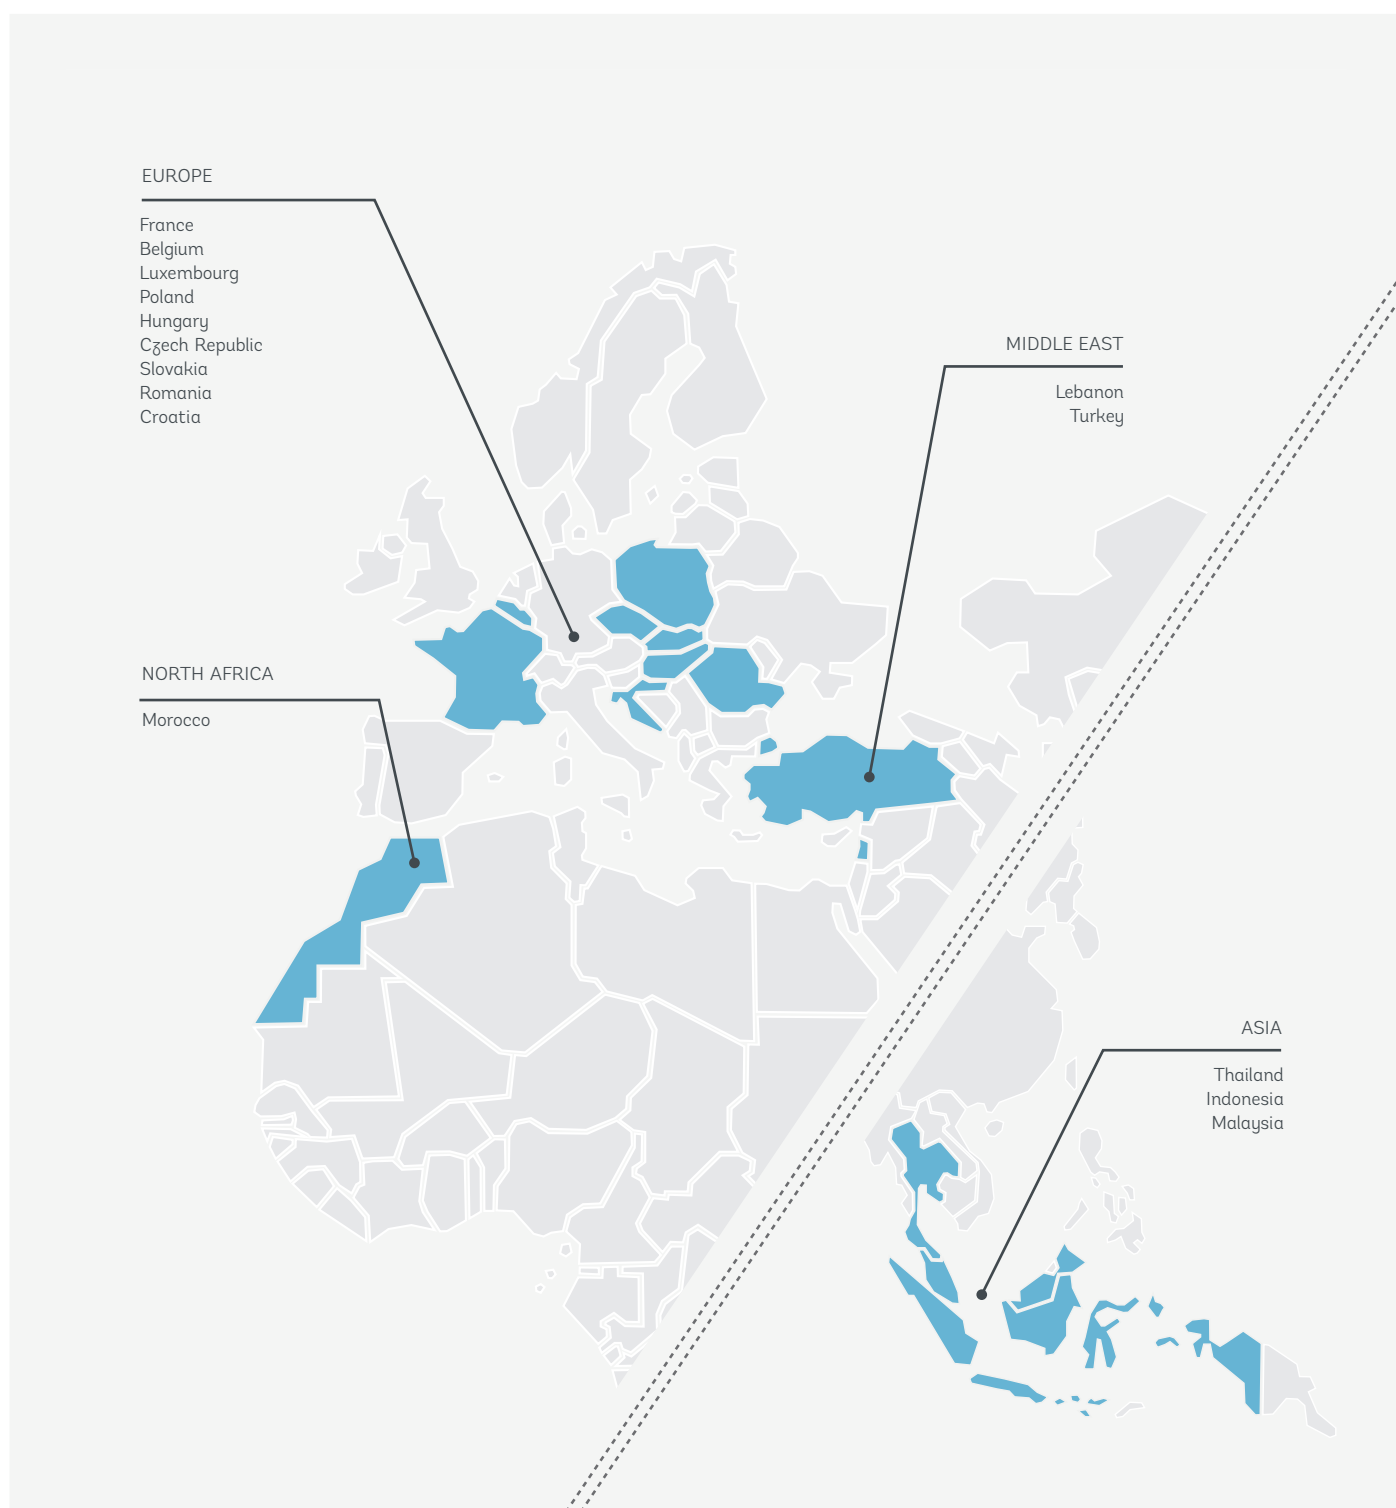 EUROPE
France
Belgium
Luxembourg
Poland
Hungary
Czech Republic
Slovakia
Romania
Croatia
MIDDLE EAST
Lebanon
Turkey
NORTH AFRICA
Morocco
ASIA
Thailand
Indonesia
Malaysia